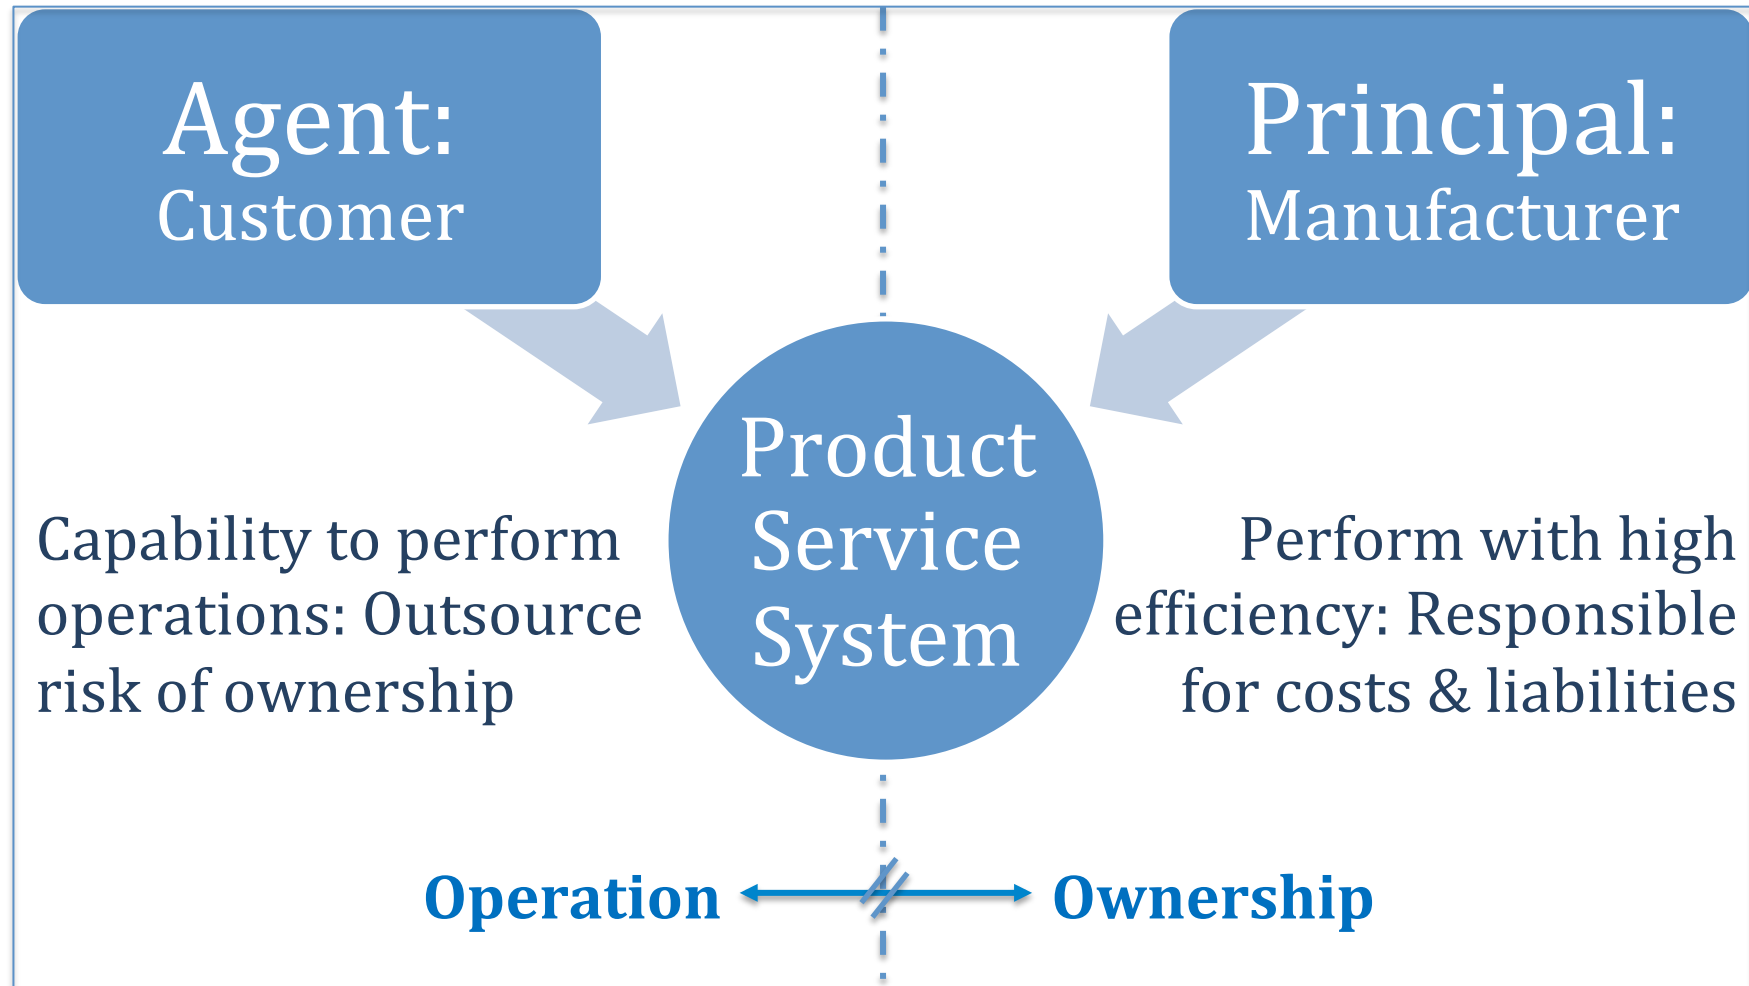 Agent:
Customer
Principal:
Manufacturer
Product
Service
System
Capability to perform
operations: Outsource
risk of ownership
Perform with high
efficiency: Responsible
for costs & liabilities
Operation
Ownership